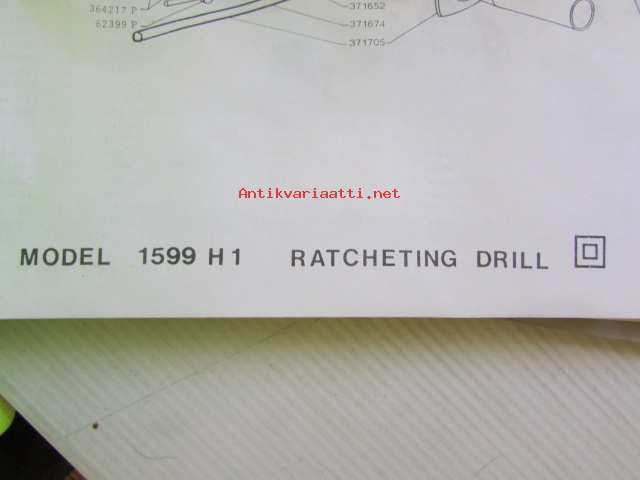 364217 P
62399 P
371652
371674
371705
Antikvariaatti.net
MODEL 1599 H1 RATCHETING DRILL